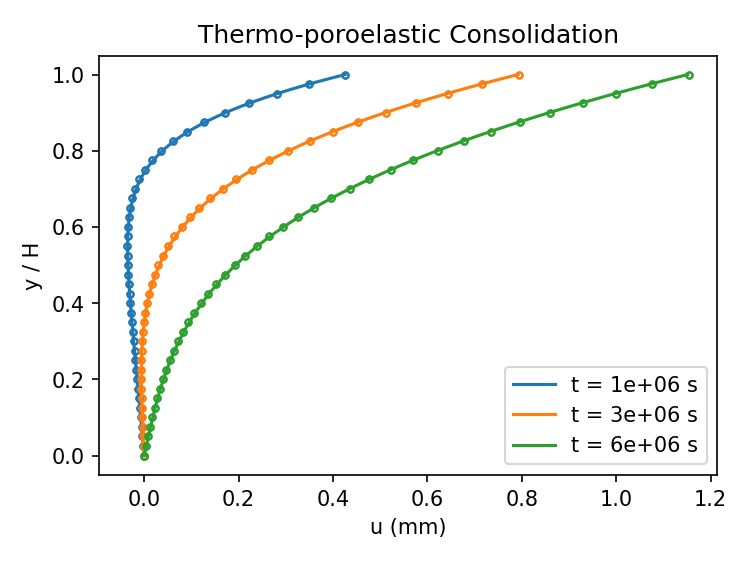 Thermo-poroelastic Consolidation
1.0
0.8
0.6
0.4
0.2
0.0
y / H
t = 1e+06 s
t = 3e+06 s
t = 6e+06 s
0.0 0.2 0.4 0.6 0.8 1.0 1.2
u (mm)